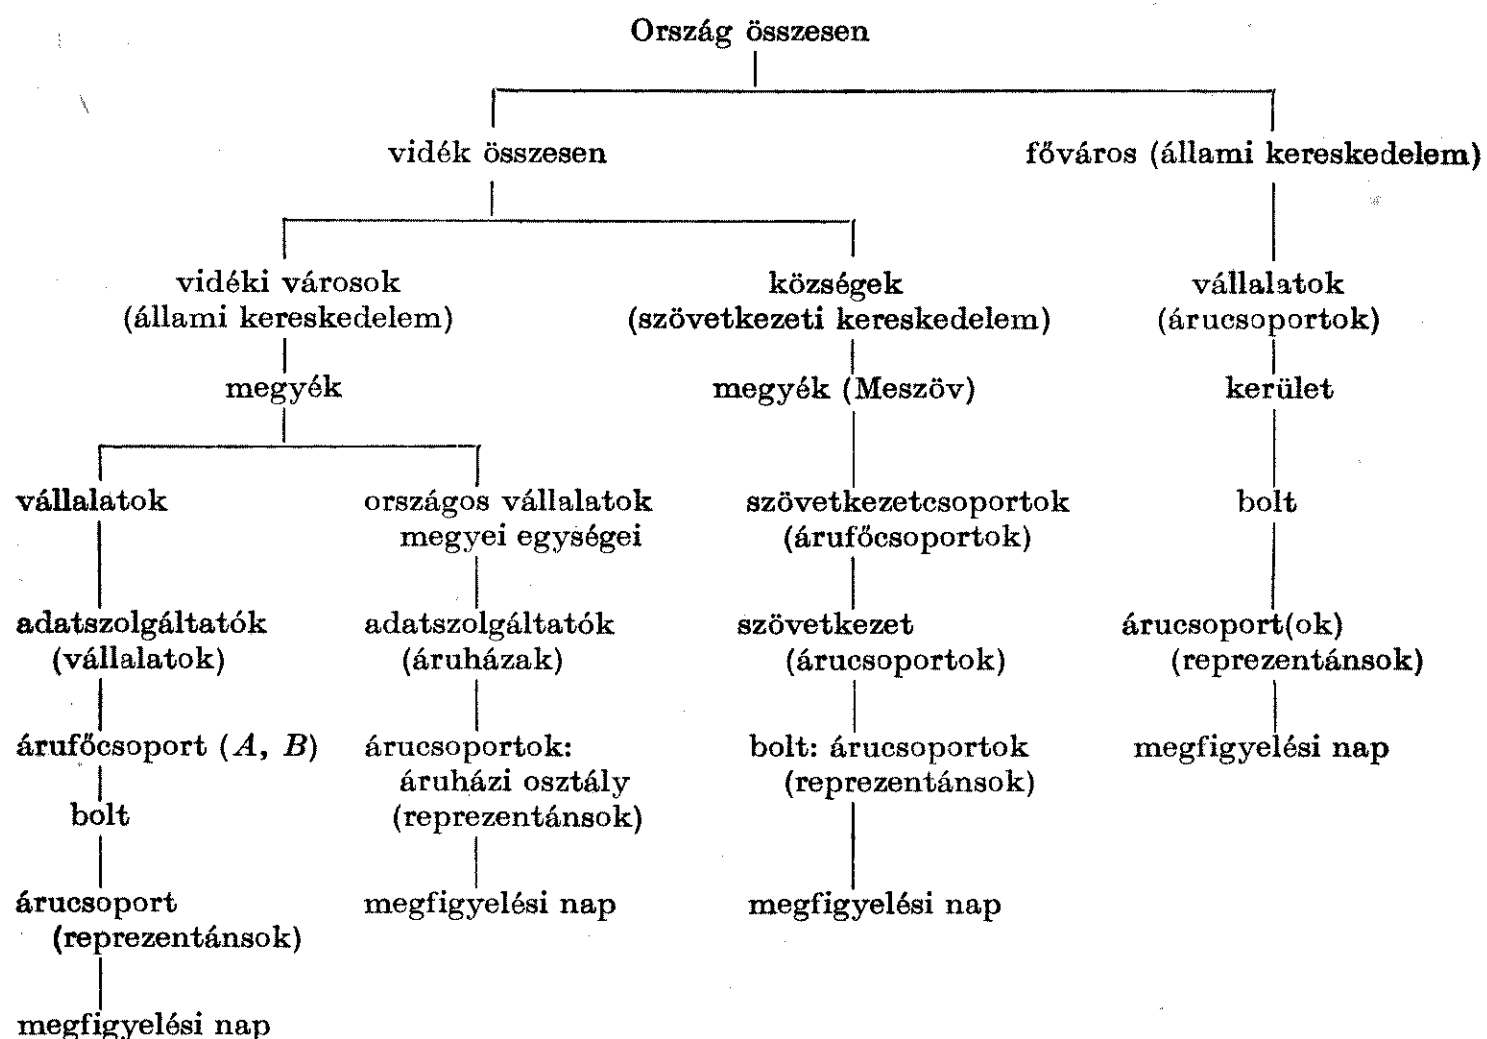 Ország összesen
vidék összesen
főváros (állami kereskedelem)
vidéki városok
(állami kereskedelem)
községek
(szövetkezeti kereskedelem)
vállalatok
(árucsoportok)
megyék
megyék (Meszöv)
kerület
vállalatok
országos vállalatok
megyei egységei
szövetkezetcsoportok
(árufőcsoportok)
bolt
adatszolgáltatók
(vállalatok)
adatszolgáltatók
(áruházak)
szövetkezet
(árucsoportok)
árucsoport(ok)
(reprezentánsok)
árufőcsoport (A, B)
árucsoportok:
áruházi osztály
(reprezentánsok)
bolt: árucsoportok
(reprezentánsok)
megfigyelési nap
bolt
árucsoport
(reprezentánsok)
megfigyelési nap
megfigyelési nap
megfigyelési nap